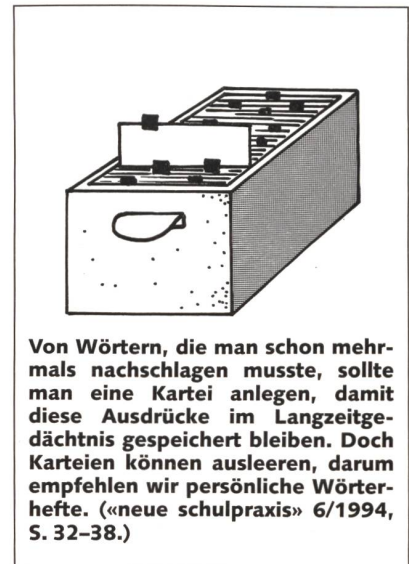 Von Wörtern, die man schon mehr-
mals nachschlagen musste, sollte
man eine Kartei anlegen, damit
diese Ausdrücke im Langzeitge-
dächtnis gespeichert bleiben. Doch
Karteien können ausleeren, darum
empfehlen wir persönliche Wörter-
hefte. («neue schulpraxis» 6/1994,
S. 32–38.)